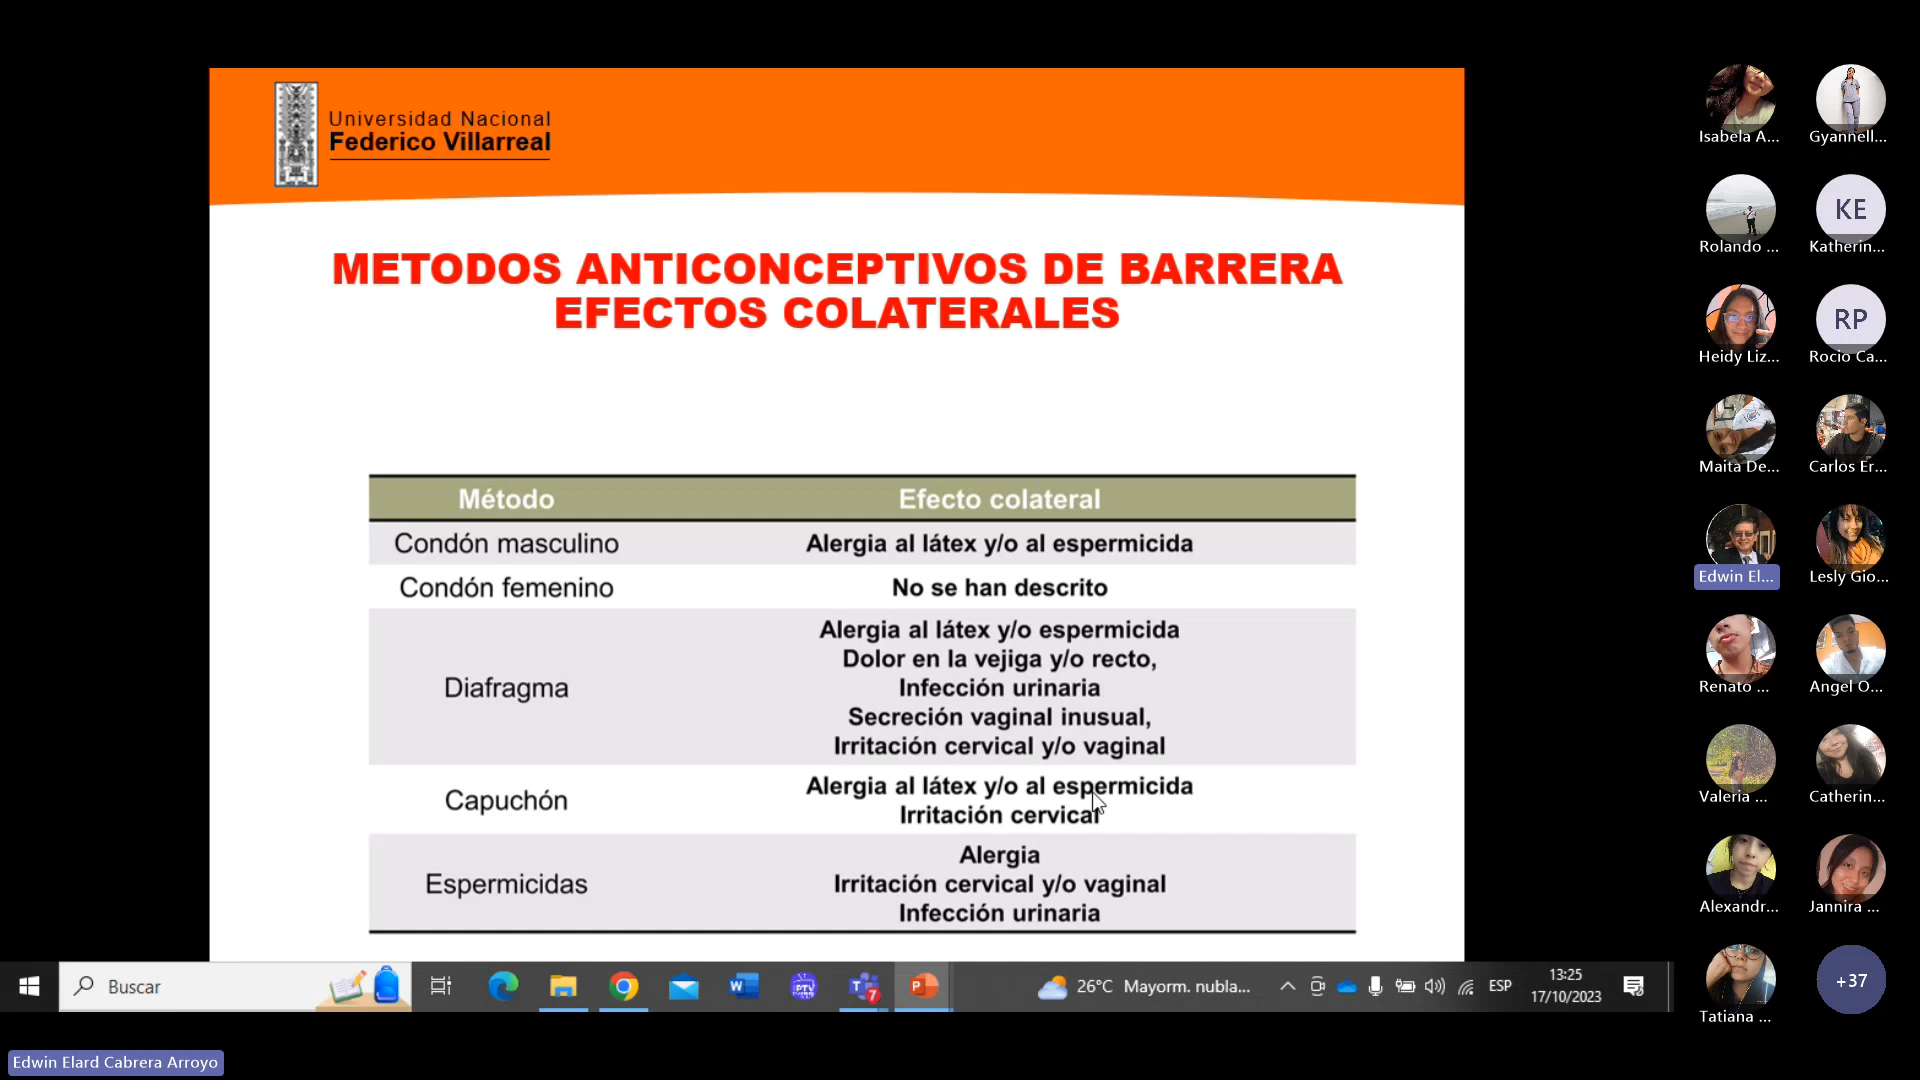 Universidad Nacional
Federico Villarreal
METODOS ANTICONCEPTIVOS DE BARRERA
EFECTOS COLATERALES
Método Efecto colateral
Condón masculino Alergia al látex y/o al espermicida
Condón femenino No se han descrito
Diafragma
Alergia al látex y/o espermicida
Dolor en la vejiga y/o recto,
Infección urinaria
Secreción vaginal inusual,
Irritación cervical y/o vaginal
Capuchón
Alergia al látex y/o al espermicida
Irritación cervical
Espermicidas
Alergia
Irritación cervical y/o vaginal
Infección urinaria
Isabela A...
Gyannell...
Rolando ...
KE
Katherin...
Heidy Liz...
RP
Rocio Ca...
Maita De...
Carlos Er...
Edwin El...
Lesly Gio...
Renato ...
Angel O...
Valeria ...
Catherin...
Alexandr...
Jannira ...
Tatiana ...
+37
Buscar
W
IPTV
T
7
P
26°C Mayorm. nubla...
ESP
13:25
17/10/2023
Edwin Elard Cabrera Arroyo